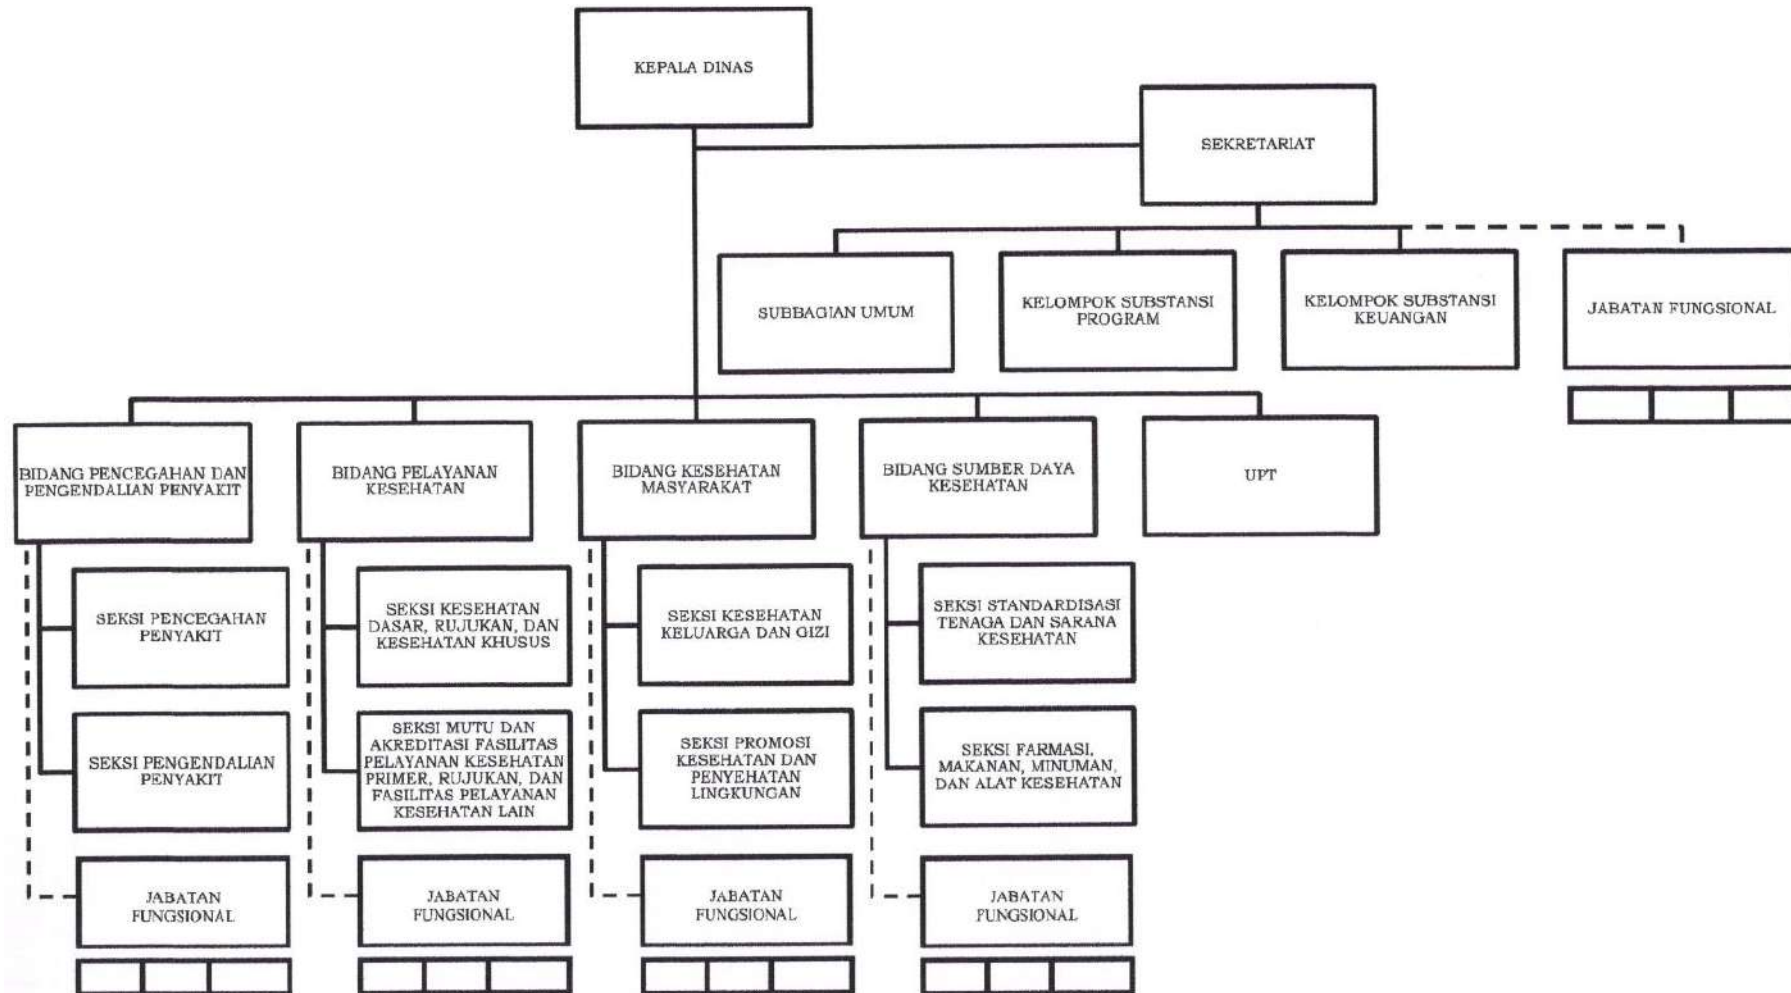 KEPALA DINAS
SEKRETARIAT
SUBBAGIAN UMUM
KELOMPOK SUBSTANSI
PROGRAM
KELOMPOK SUBSTANSI
KEUANGAN
JABATAN FUNGSIONAL
BIDANG PENCEGAHAN DAN
PENGENDALIAN PENYAKIT
BIDANG PELAYANAN
KESEHATAN
BIDANG KESEHATAN
MASYARAKAT
BIDANG SUMBER DAYA
KESEHATAN
UPT
SEKSI PENCEGAHAN
PENYAKIT
SEKSI KESEHATAN
DASAR, RUJUKAN, DAN
KESEHATAN KHUSUS
SEKSI KESEHATAN
KELUARGA DAN GIZI
SEKSI STANDARDISASI
TENAGA DAN SARANA
KESEHATAN
SEKSI PENGENDALIAN
PENYAKIT
SEKSI MUTU DAN
AKREDITASI FASILITAS
PELAYANAN KESEHATAN
PRIMER, RUJUKAN, DAN
FASILITAS PELAYANAN
KESEHATAN LAIN
SEKSI PROMOSI
KESEHATAN DAN
PENYEHATAN
LINGKUNGAN
SEKSI FARMASI,
MAKANAN, MINUMAN,
DAN ALAT KESEHATAN
JABATAN
FUNGSIONAL
JABATAN
FUNGSIONAL
JABATAN
FUNGSIONAL
JABATAN
FUNGSIONAL